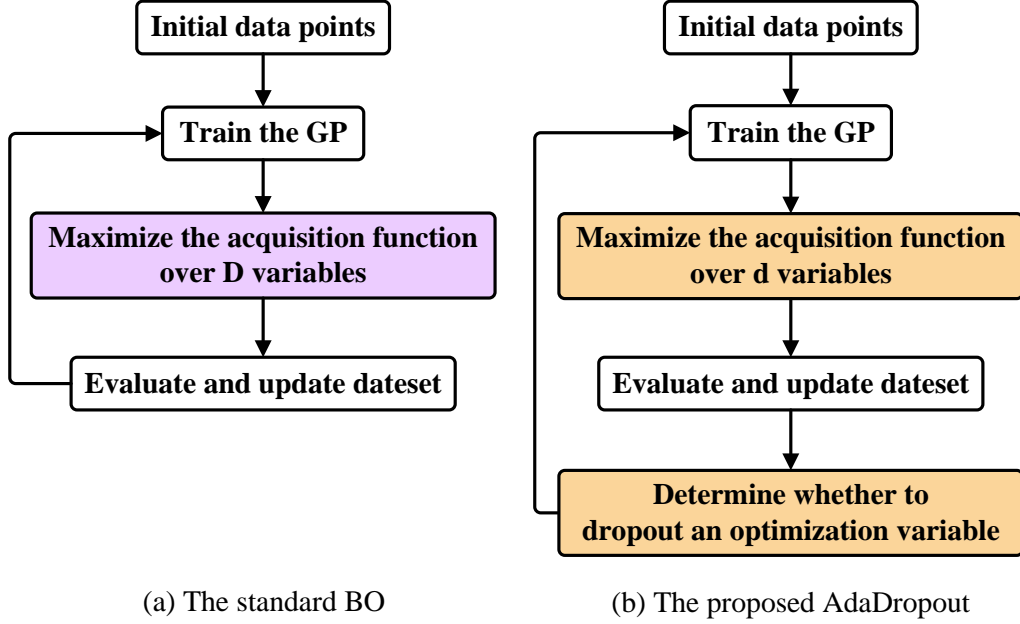 Initial data points
Train the GP
Maximize the acquisition function
over D variables
Evaluate and update dateset
(a) The standard BO
Initial data points
Train the GP
Maximize the acquisition function
over d variables
Evaluate and update dateset
Determine whether to
dropout an optimization variable
(b) The proposed AdaDropout